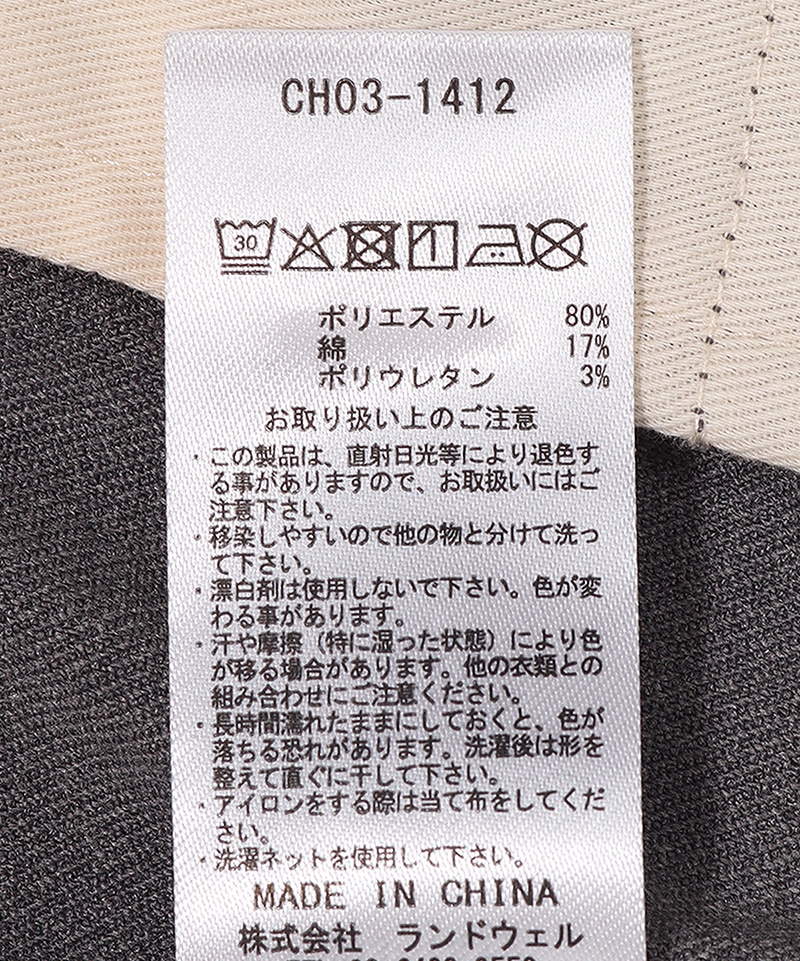 CH03-1412
30
ポリエステル 80%
綿 17%
ポリウレタン 3%
お取り扱い上のご注意
・この製品は、直射日光等により退色す
る事がありますので、お取扱いにはご
注意下さい。
・移染しやすいので他の物と分けて洗っ
て下さい。
・漂白剤は使用しないで下さい。色が変
わる事があります。
・汗や摩擦（特に湿った状態）により色
が移る場合があります。他の衣類との
組み合わせにご注意ください。
・長時間濡れたままにしておくと、色が
落ちる恐れがあります。洗濯後は形を
整えて直ぐに干して下さい。
・アイロンをする際は当て布をしてくだ
さい。
・洗濯ネットを使用して下さい。
MADE IN CHINA
株式会社 ランドウェル